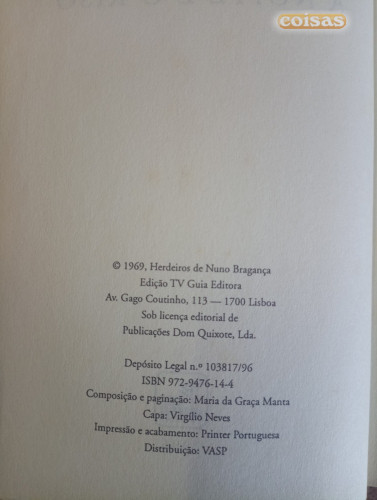 coisas
© 1969, Herdeiros de Nuno Bragança
Edição TV Guia Editora
Av. Gago Coutinho, 113 — 1700 Lisboa
Sob licença editorial de
Publicações Dom Quixote, Lda.
Depósito Legal n.º 103817/96
ISBN 972-9476-14-4
Composição e paginação: Maria da Graça Manta
Capa: Virgílio Neves
Impressão e acabamento: Printer Portuguesa
Distribuição: VASP